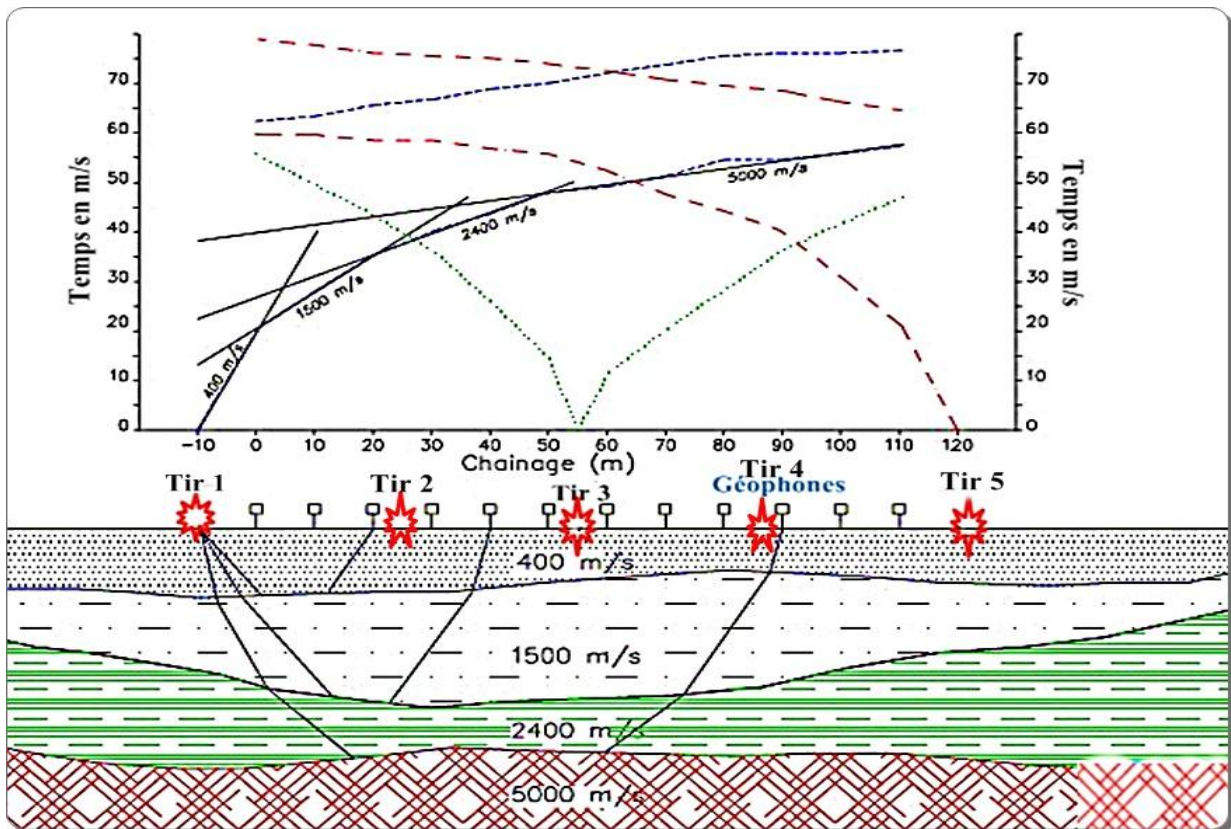 Temps en m/s
70
60
50
40
30
20
10
0
400 m/s
1500 m/s
2400 m/s
5000 m/s
70
60
50
40
30
20
10
0
Temps en m/s
-10 0 10 20 30 40 50 60 70 80 90 100 110 120
Chainage (m)
Tir 1
Tir 2
Tir 3
Tir 4
Géophones
Tir 5
400 m/s
1500 m/s
2400 m/s
5000 m/s